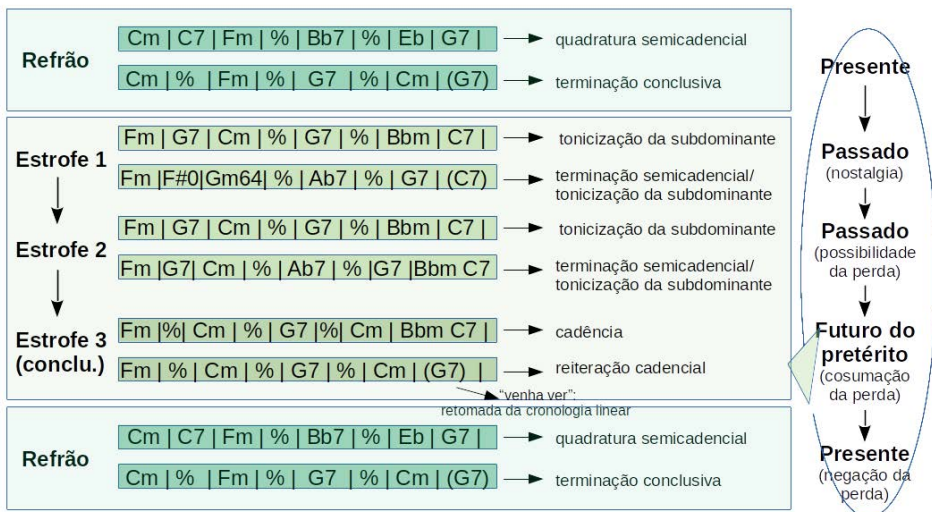 Refrão
Cm | C7 | Fm | % | Bb7 | % | Eb | G7 |
quadratura semicadencial
Cm | % | Fm | % | G7 | % | Cm | (G7)
terminação conclusiva
Estrofe 1
Fm | G7 | Cm | % | G7 | % | Bbm | C7 |
tonicização da subdominante
Fm |F#0|Gm64| % | Ab7 | % | G7 | (C7)
terminação semicadencial/
tonicização da subdominante
Estrofe 2
Fm | G7 | Cm | % | G7 | % | Bbm | C7 |
tonicização da subdominante
Fm |G7| Cm | % | Ab7 | % |G7 |Bbm C7
terminação semicadencial/
tonicização da subdominante
Estrofe 3
(conclu.)
Fm |%| Cm | % | G7 |%| Cm | Bbm C7 |
cadência
Fm | % | Cm | % | G7 | % | Cm | (G7) |
reiteração cadencial
“venha ver”:
retomada da cronologia linear
Refrão
Cm | C7 | Fm | % | Bb7 | % | Eb | G7 |
quadratura semicadencial
Cm | % | Fm | % | G7 | % | Cm | (G7)
terminação conclusiva
Presente
Passado
(nostalgia)
Passado
(possibilidade
da perda)
Futuro do
pretérito
(cosumação
da perda)
Presente
(negação da
perda)